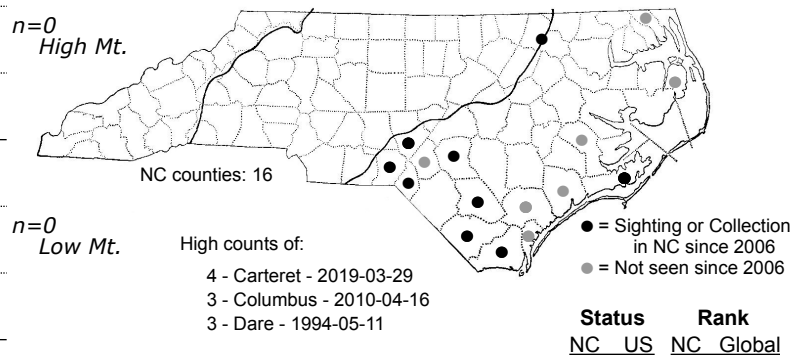 n=0
High Mt.
NC counties: 16
n=0
Low Mt.
High counts of:
4 - Carteret - 2019-03-29
3 - Columbus - 2010-04-16
3 - Dare - 1994-05-11
= Sighting or Collection
in NC since 2006
= Not seen since 2006
Status Rank
NC US NC Global